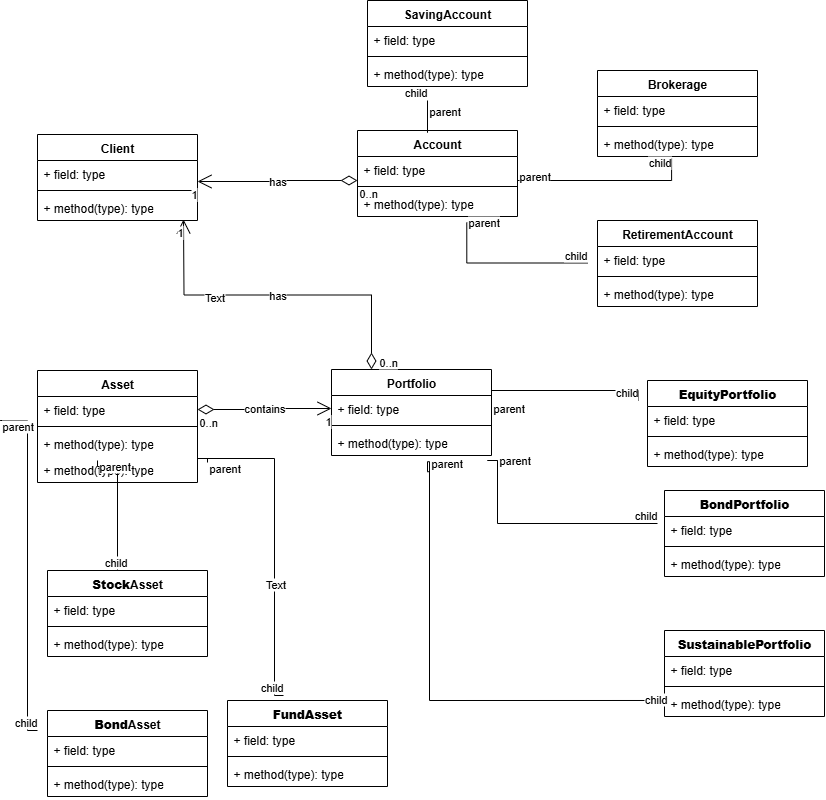 SavingAccount
+ field: type
+ method(type): type
child
parent
Brokerage
+ field: type
+ method(type): type
child
Client
+ field: type
+ method(type): type
1
has
Account
+ field: type
0..n
+ method(type): type
parent
parent
child
RetirementAccount
+ field: type
+ method(type): type
1
Text
has
0..n
Asset
+ field: type
+ method(type): type
+ method(type): type
0..n
contains
1
Portfolio
+ field: type
+ method(type): type
parent
child
EquityPortfolio
+ field: type
+ method(type): type
parent
parent
parent
parent
parent
child
BondPortfolio
+ field: type
+ method(type): type
child
StockAsset
+ field: type
+ method(type): type
Text
SustainablePortfolio
+ field: type
+ method(type): type
child
child
child
BondAsset
+ field: type
+ method(type): type
FundAsset
+ field: type
+ method(type): type